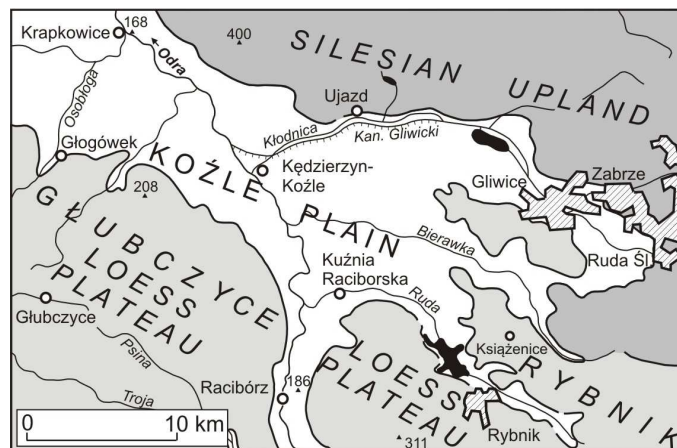 168
Krapkowice
Odra
400
SILESIAN UPLAND
Osobłoga
Ujazd
Kłodnica
Kan. Gliwicki
Głogówek
KOŹLE PLAIN
Kędzierzyn-
Koźle
Gliwice
Zabrze
208
GŁUBCZYCE
LOESS
PLATEAU
Bierawka
Ruda Śl.
Kuźnia
Raciborska
Ruda
Głubczyce
Psina
Książenice
LOESS
PLATEAU
RYBNIK
Troja
Racibórz
186
0 10 km
Rybnik
311